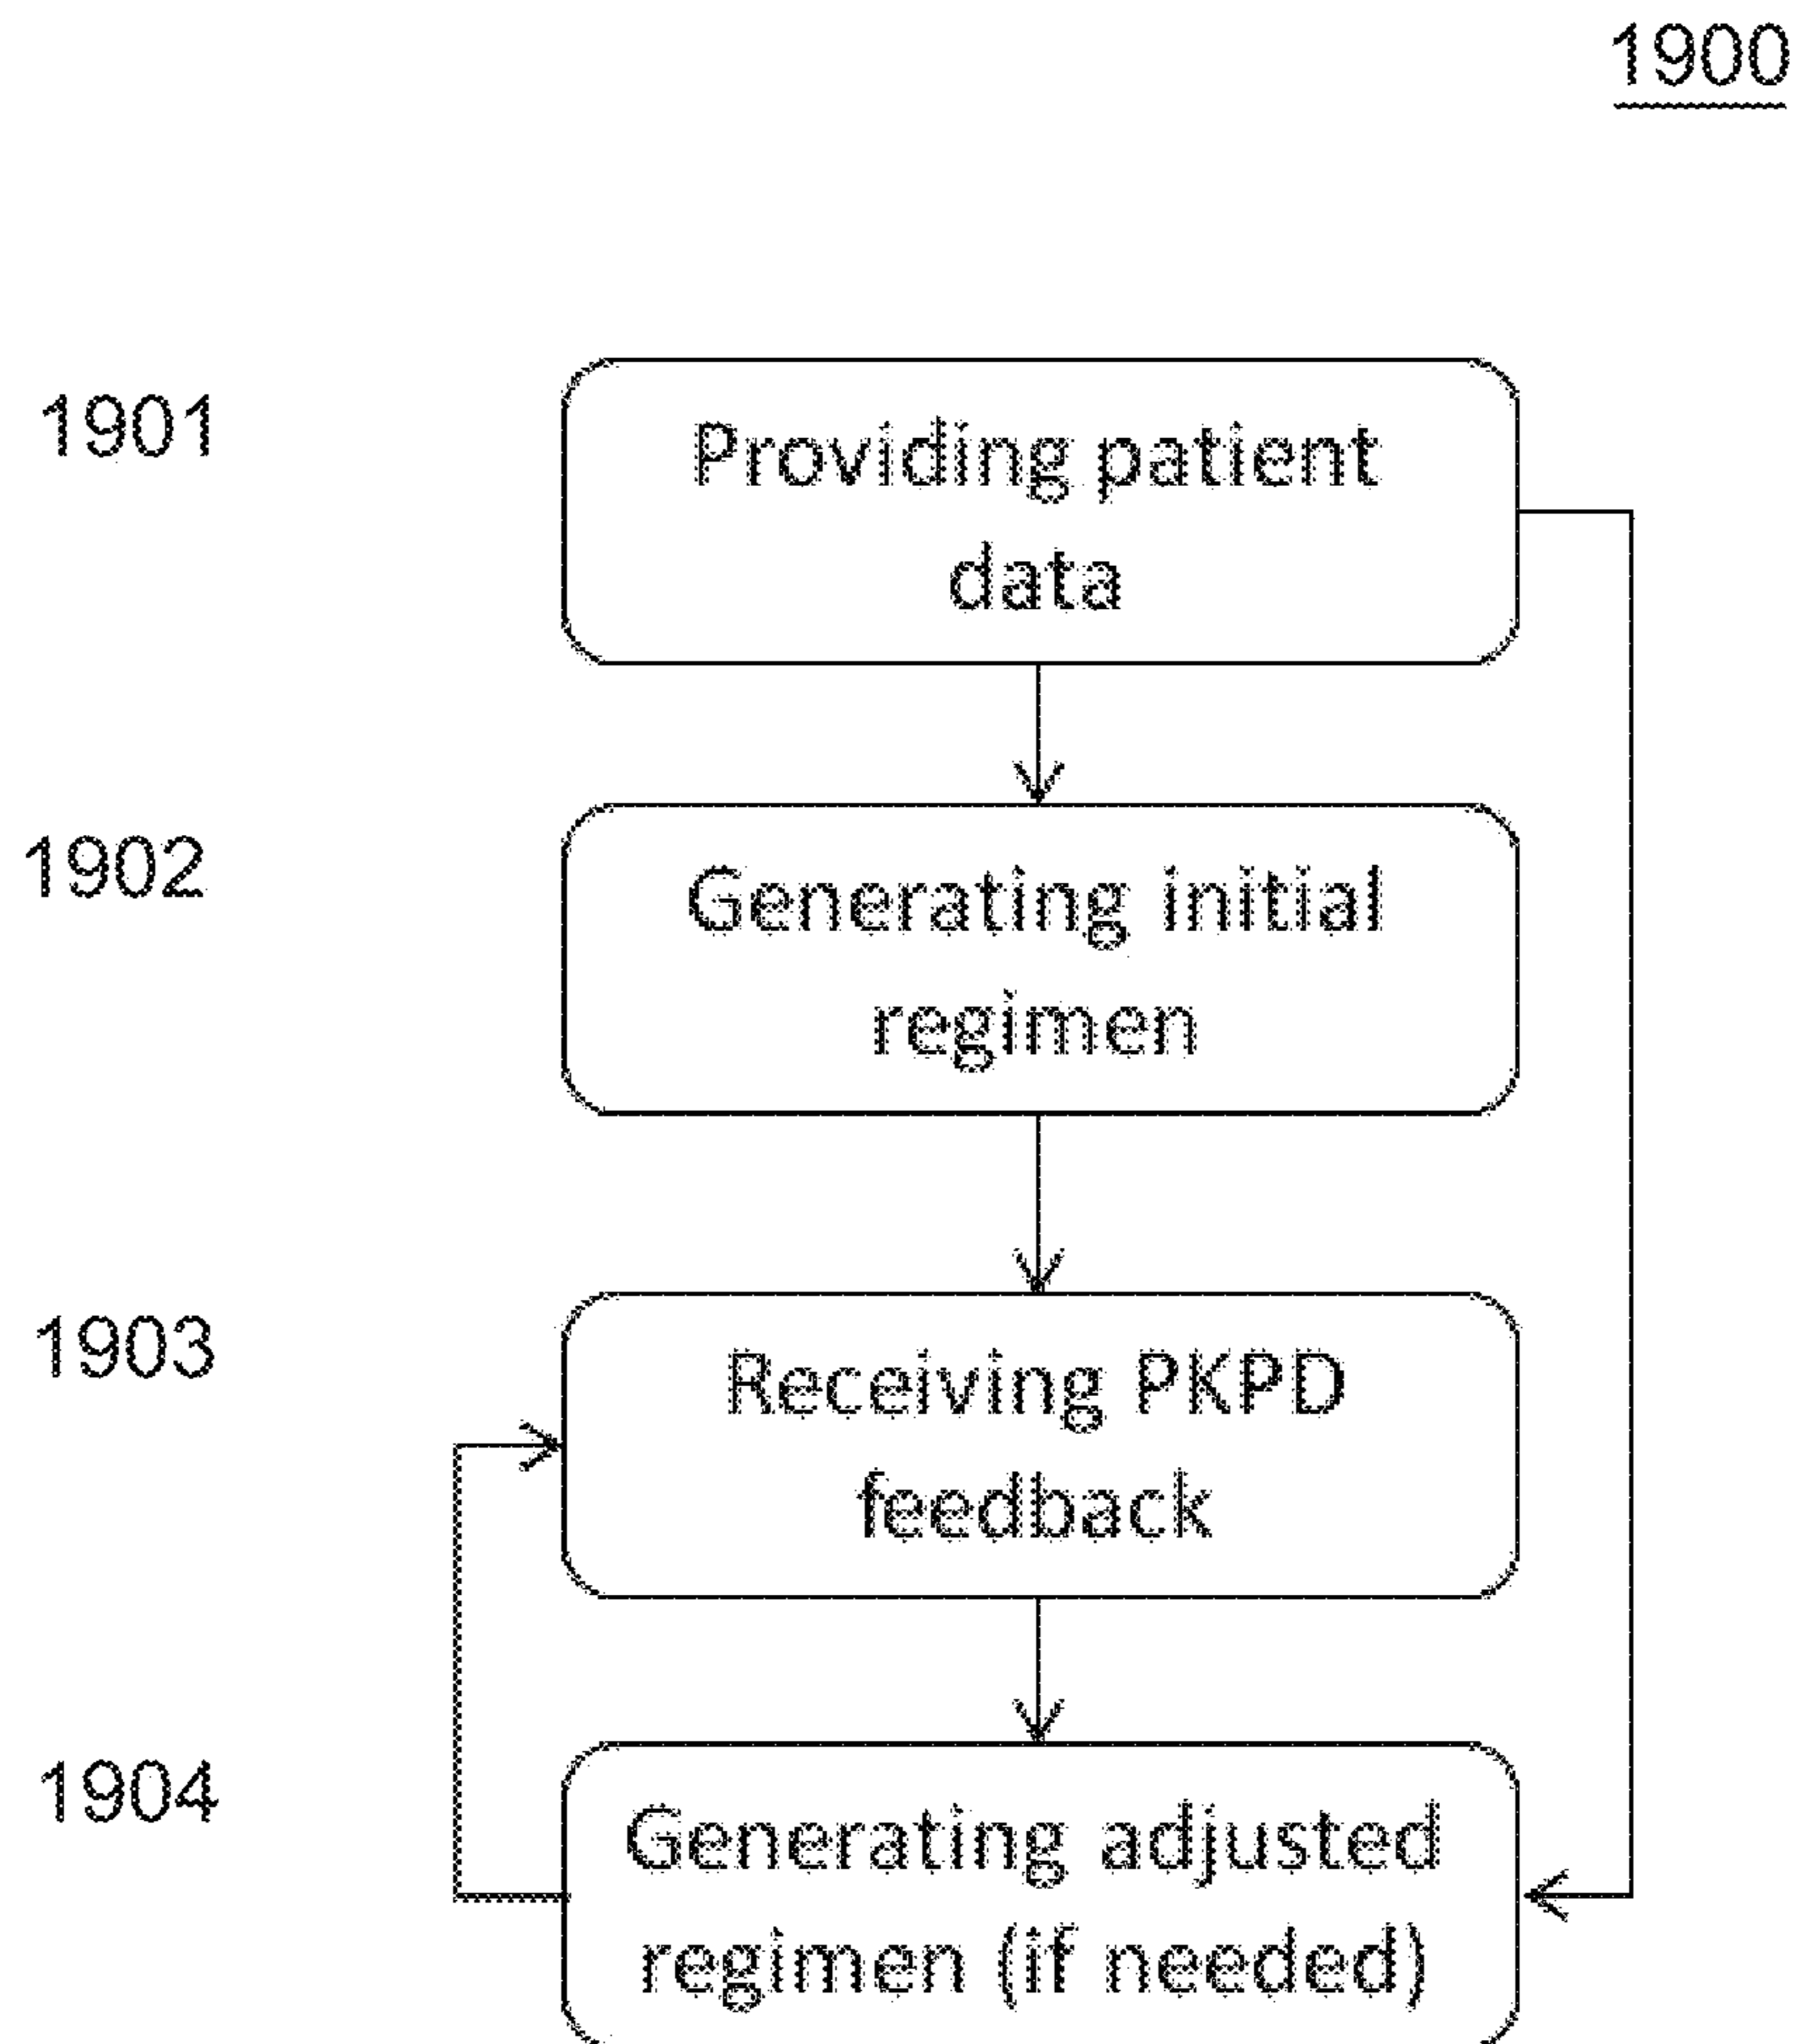 1900
1901
Providing patient
data
1902
Generating initial
regimen
1903
Receiving PKPD
feedback
1904
Generating adjusted
regimen (if needed)